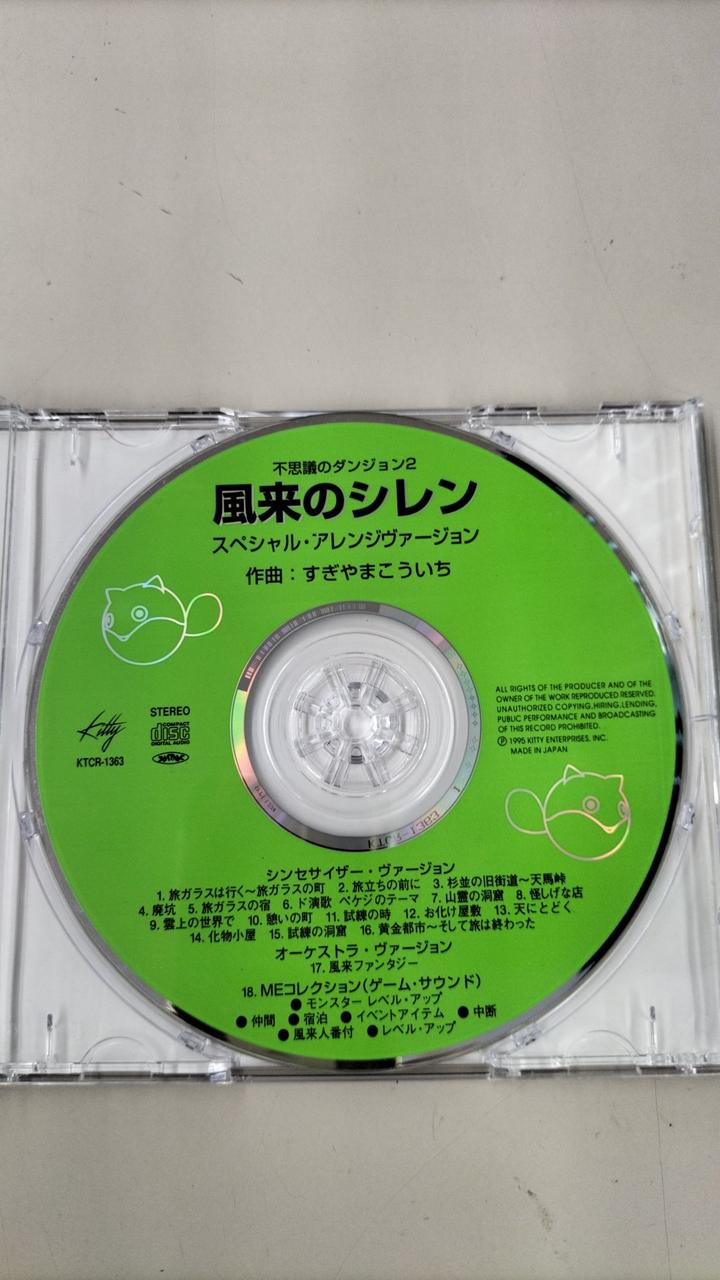 不思議のダンジョン2
風来のシレン
スペシャル・アレンジヴァージョン
作曲：すぎやまこういち
Kitty
KTCR-1363
STEREO
COMPACT
disc
DIGITAL AUDIO
ALL RIGHTS OF THE PRODUCER AND OF THE
OWNER OF THE WORK REPRODUCED RESERVED.
UNAUTHORIZED COPYING,HIRING,LENDING,
PUBLIC PERFORMANCE AND BROADCASTING
OF THIS RECORD PROHIBITED.
Ⓟ 1995 KITTY ENTERPRISES, INC.
MADE IN JAPAN
KTCR-1363
シンセサイザー・ヴァージョン
1. 旅ガラスは行く〜旅ガラスの町 2. 旅立ちの前に 3. 杉並の旧街道〜天馬峠
4. 廃坑 5. 旅ガラスの宿 6. ド演歌 ペケジのテーマ 7. 山霊の洞窟 8. 怪しげな店
9. 雲上の世界で 10. 憩いの町 11. 試練の時 12. お化け屋敷 13. 天にとどく
14. 化物小屋 15. 試練の洞窟 16. 黄金都市〜そして旅は終わった
オーケストラ・ヴァージョン
17. 風来ファンタジー
18. MEコレクション(ゲーム・サウンド)
● モンスター レベル・アップ
● 仲間 ● 宿泊 ● イベントアイテム ● 中断
● 風来人番付 ● レベル・アップ